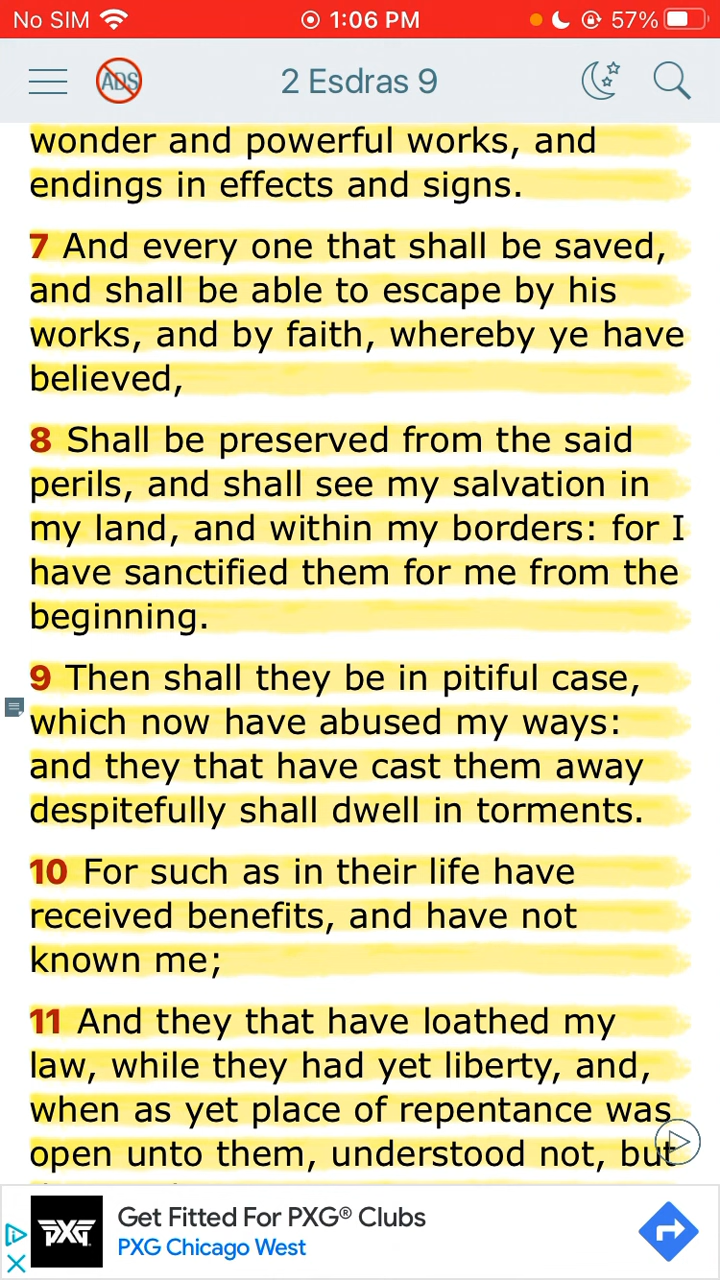 No SIM 1:06 PM 57%
ADS 2 Esdras 9
wonder and powerful works, and
endings in effects and signs.
7 And every one that shall be saved,
and shall be able to escape by his
works, and by faith, whereby ye have
believed,
8 Shall be preserved from the said
perils, and shall see my salvation in
my land, and within my borders: for I
have sanctified them for me from the
beginning.
9 Then shall they be in pitiful case,
which now have abused my ways:
and they that have cast them away
despitefully shall dwell in torments.
10 For such as in their life have
received benefits, and have not
known me;
11 And they that have loathed my
law, while they had yet liberty, and,
when as yet place of repentance was
open unto them, understood not, but
PXG Get Fitted For PXG® Clubs
PXG Chicago West